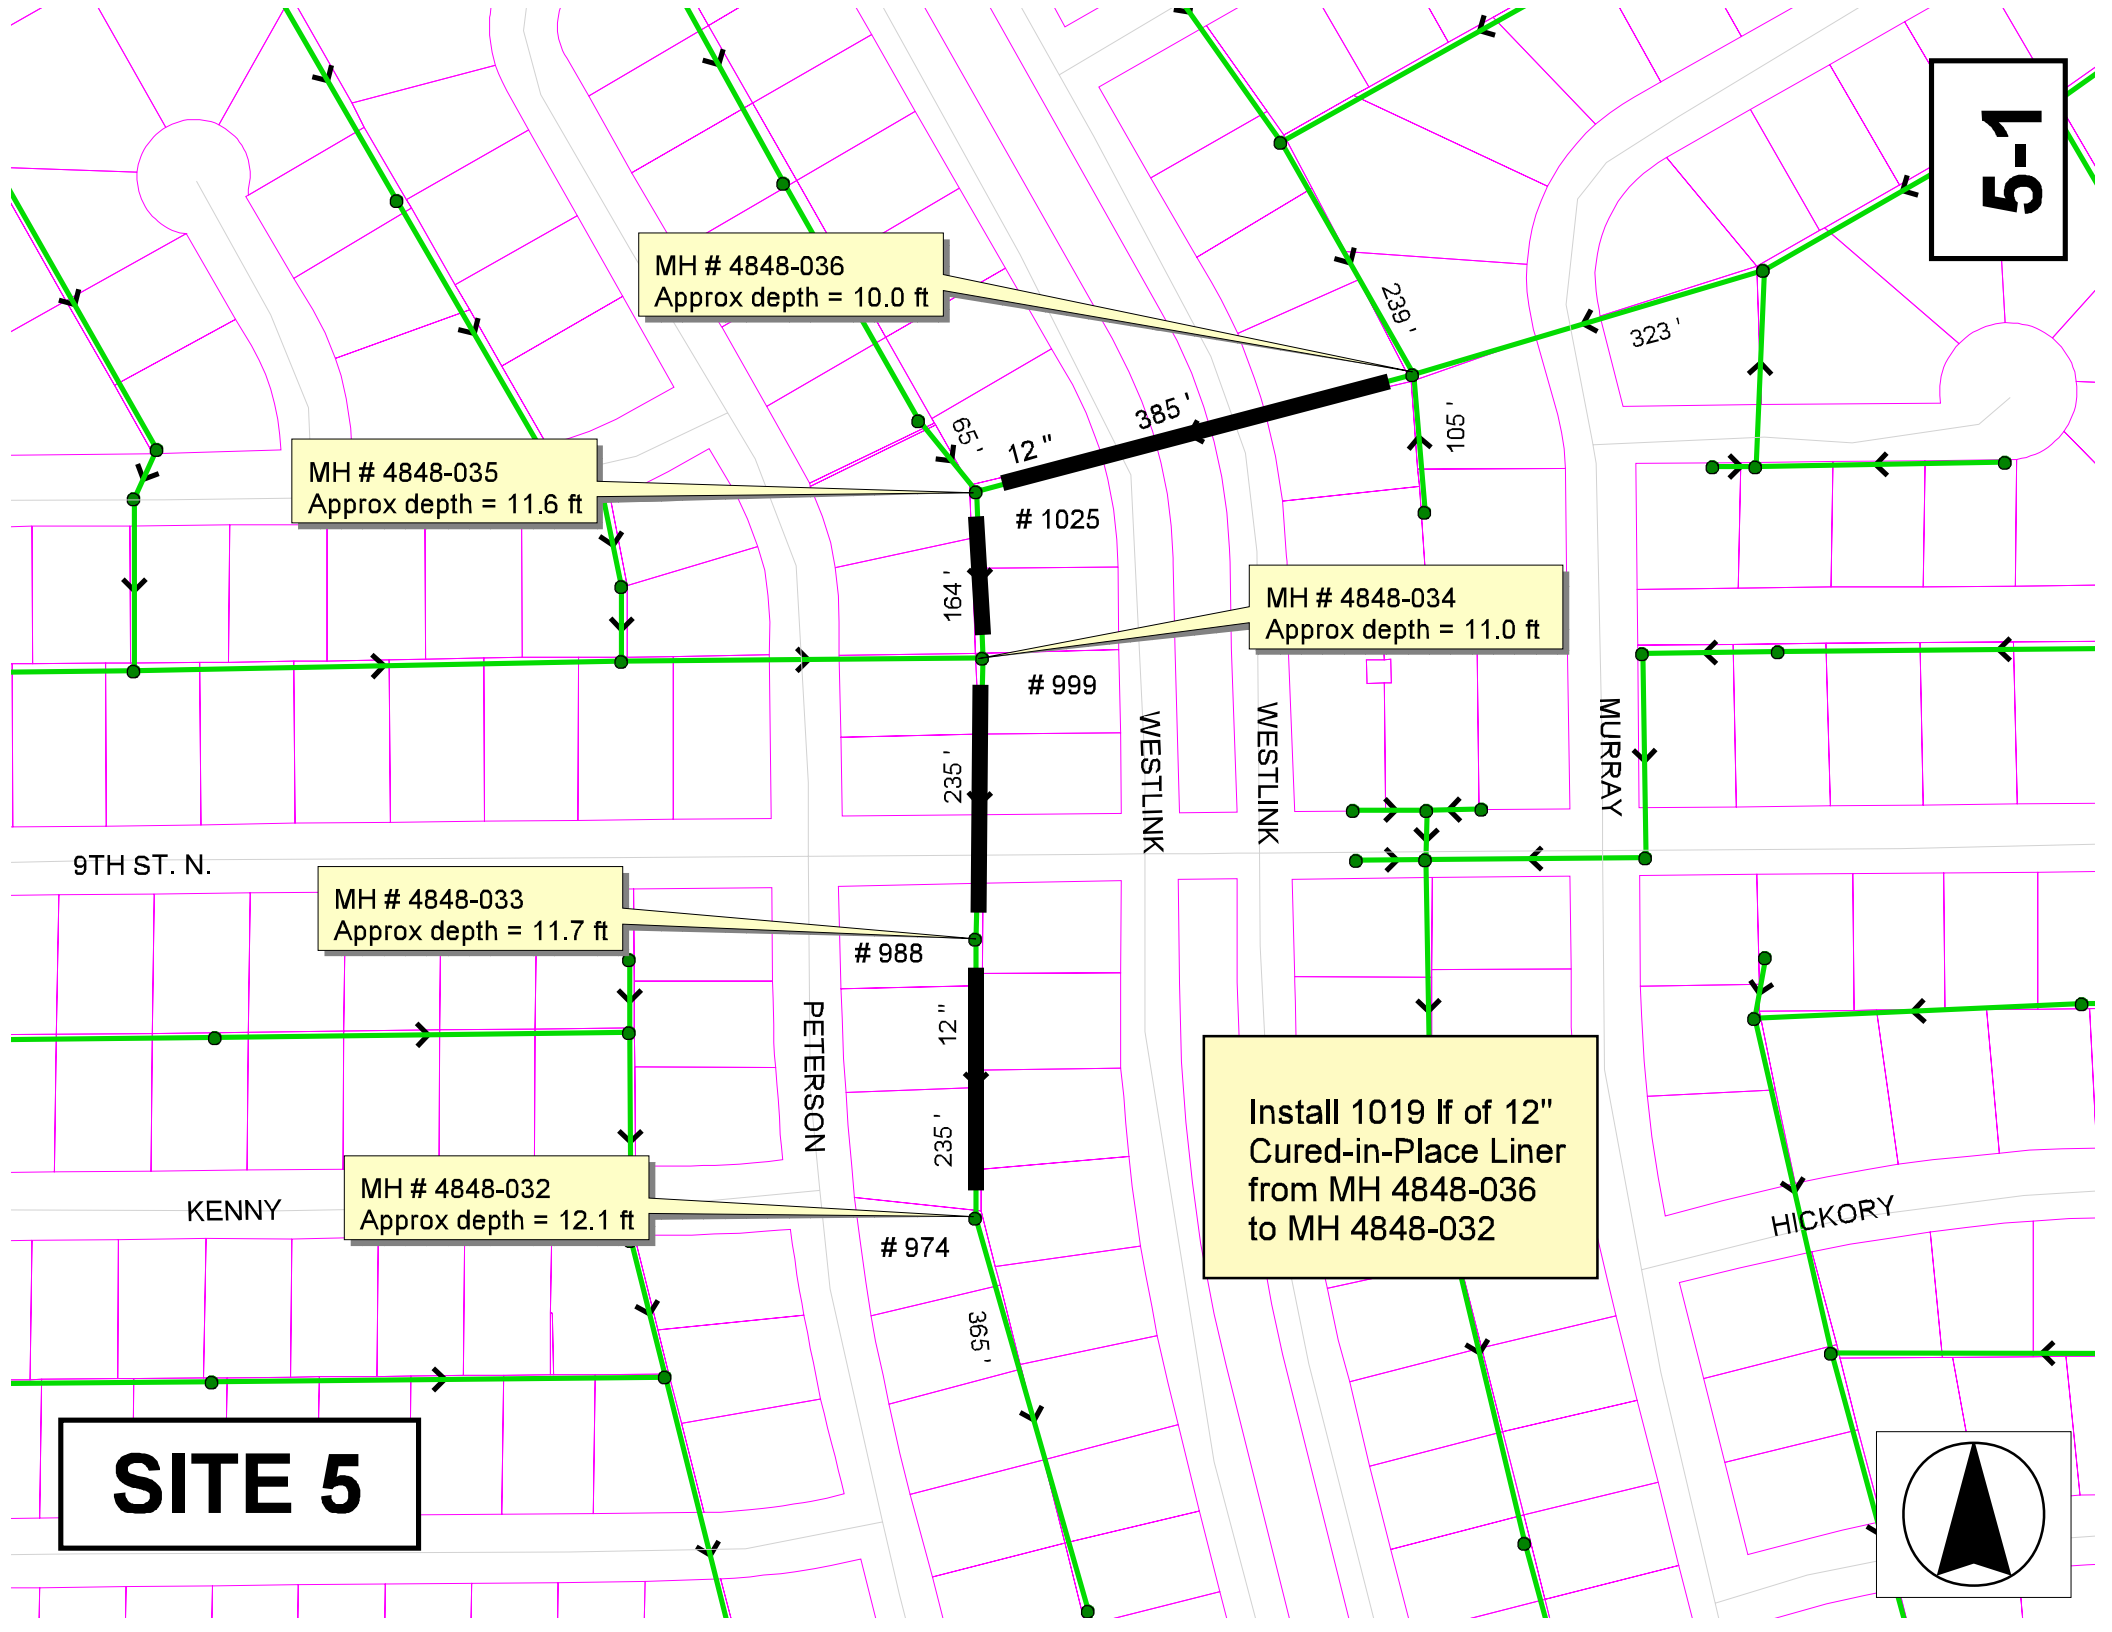 5-1
MH # 4848-036
Approx depth = 10.0 ft
239 '
323 '
385 '
12 "
65 '
105 '
MH # 4848-035
Approx depth = 11.6 ft
# 1025
164 '
MH # 4848-034
Approx depth = 11.0 ft
# 999
235 '
WESTLINK
WESTLINK
MURRAY
9TH ST. N.
MH # 4848-033
Approx depth = 11.7 ft
# 988
12 "
PETERSON
235 '
Install 1019 lf of 12"
Cured-in-Place Liner
from MH 4848-036
to MH 4848-032
KENNY
MH # 4848-032
Approx depth = 12.1 ft
# 974
HICKORY
365 '
SITE 5